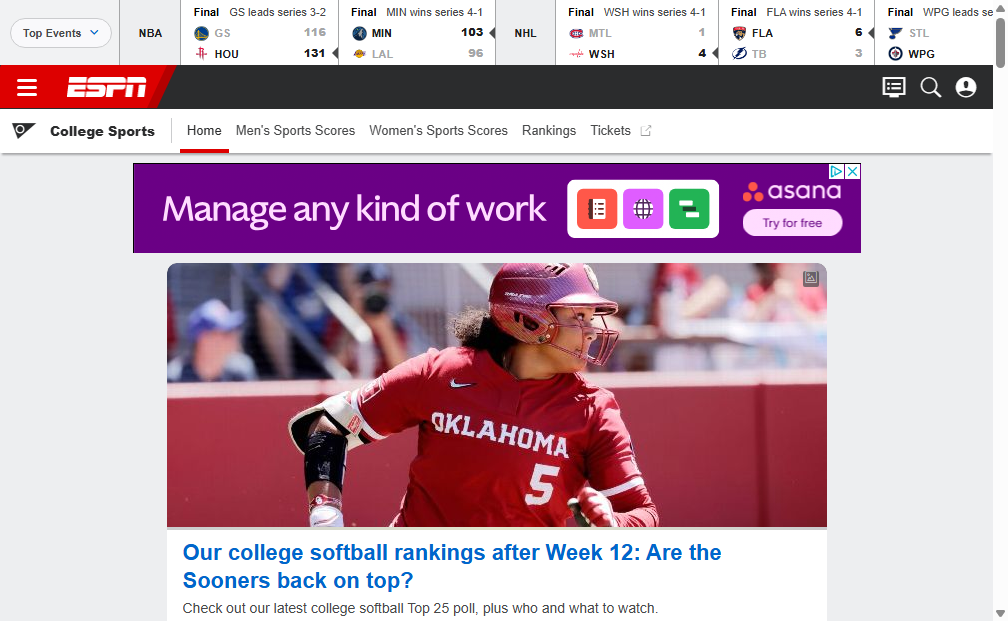 Top Events
NBA
Final GS leads series 3-2
GS 116
HOU 131
Final MIN wins series 4-1
MIN 103
LAL 96
NHL
Final WSH wins series 4-1
MTL 1
WSH 4
Final FLA wins series 4-1
FLA 6
TB 3
Final WPG leads se
STL
WPG
ESPN
College Sports
Home
Men's Sports Scores
Women's Sports Scores
Rankings
Tickets
Manage any kind of work
asana
Try for free
OKLAHOMA
5
Our college softball rankings after Week 12: Are the
Sooners back on top?
Check out our latest college softball Top 25 poll, plus who and what to watch.